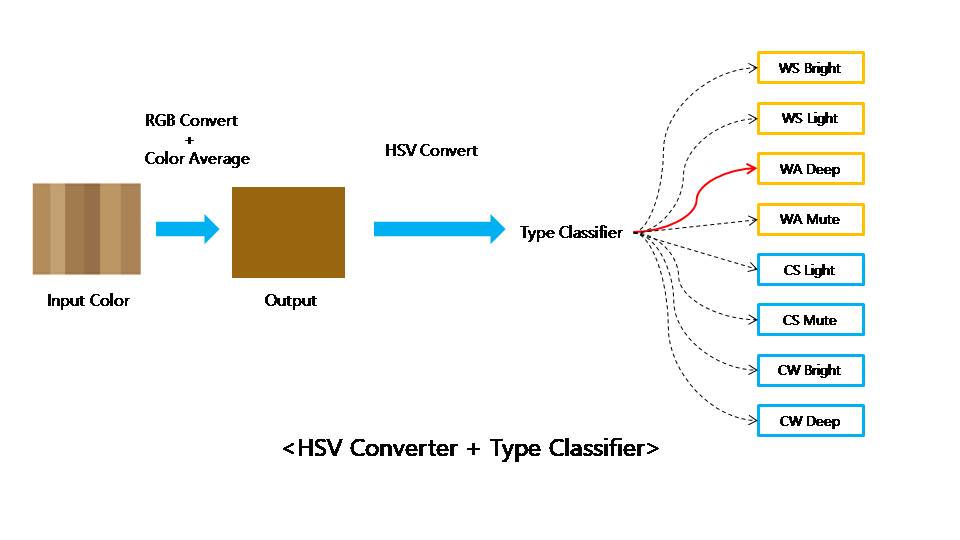 RGB Convert
+
Color Average
HSV Convert
Input Color
Output
Type Classifier
WS Bright
WS Light
WA Deep
WA Mute
CS Light
CS Mute
CW Bright
CW Deep
<HSV Converter + Type Classifier>